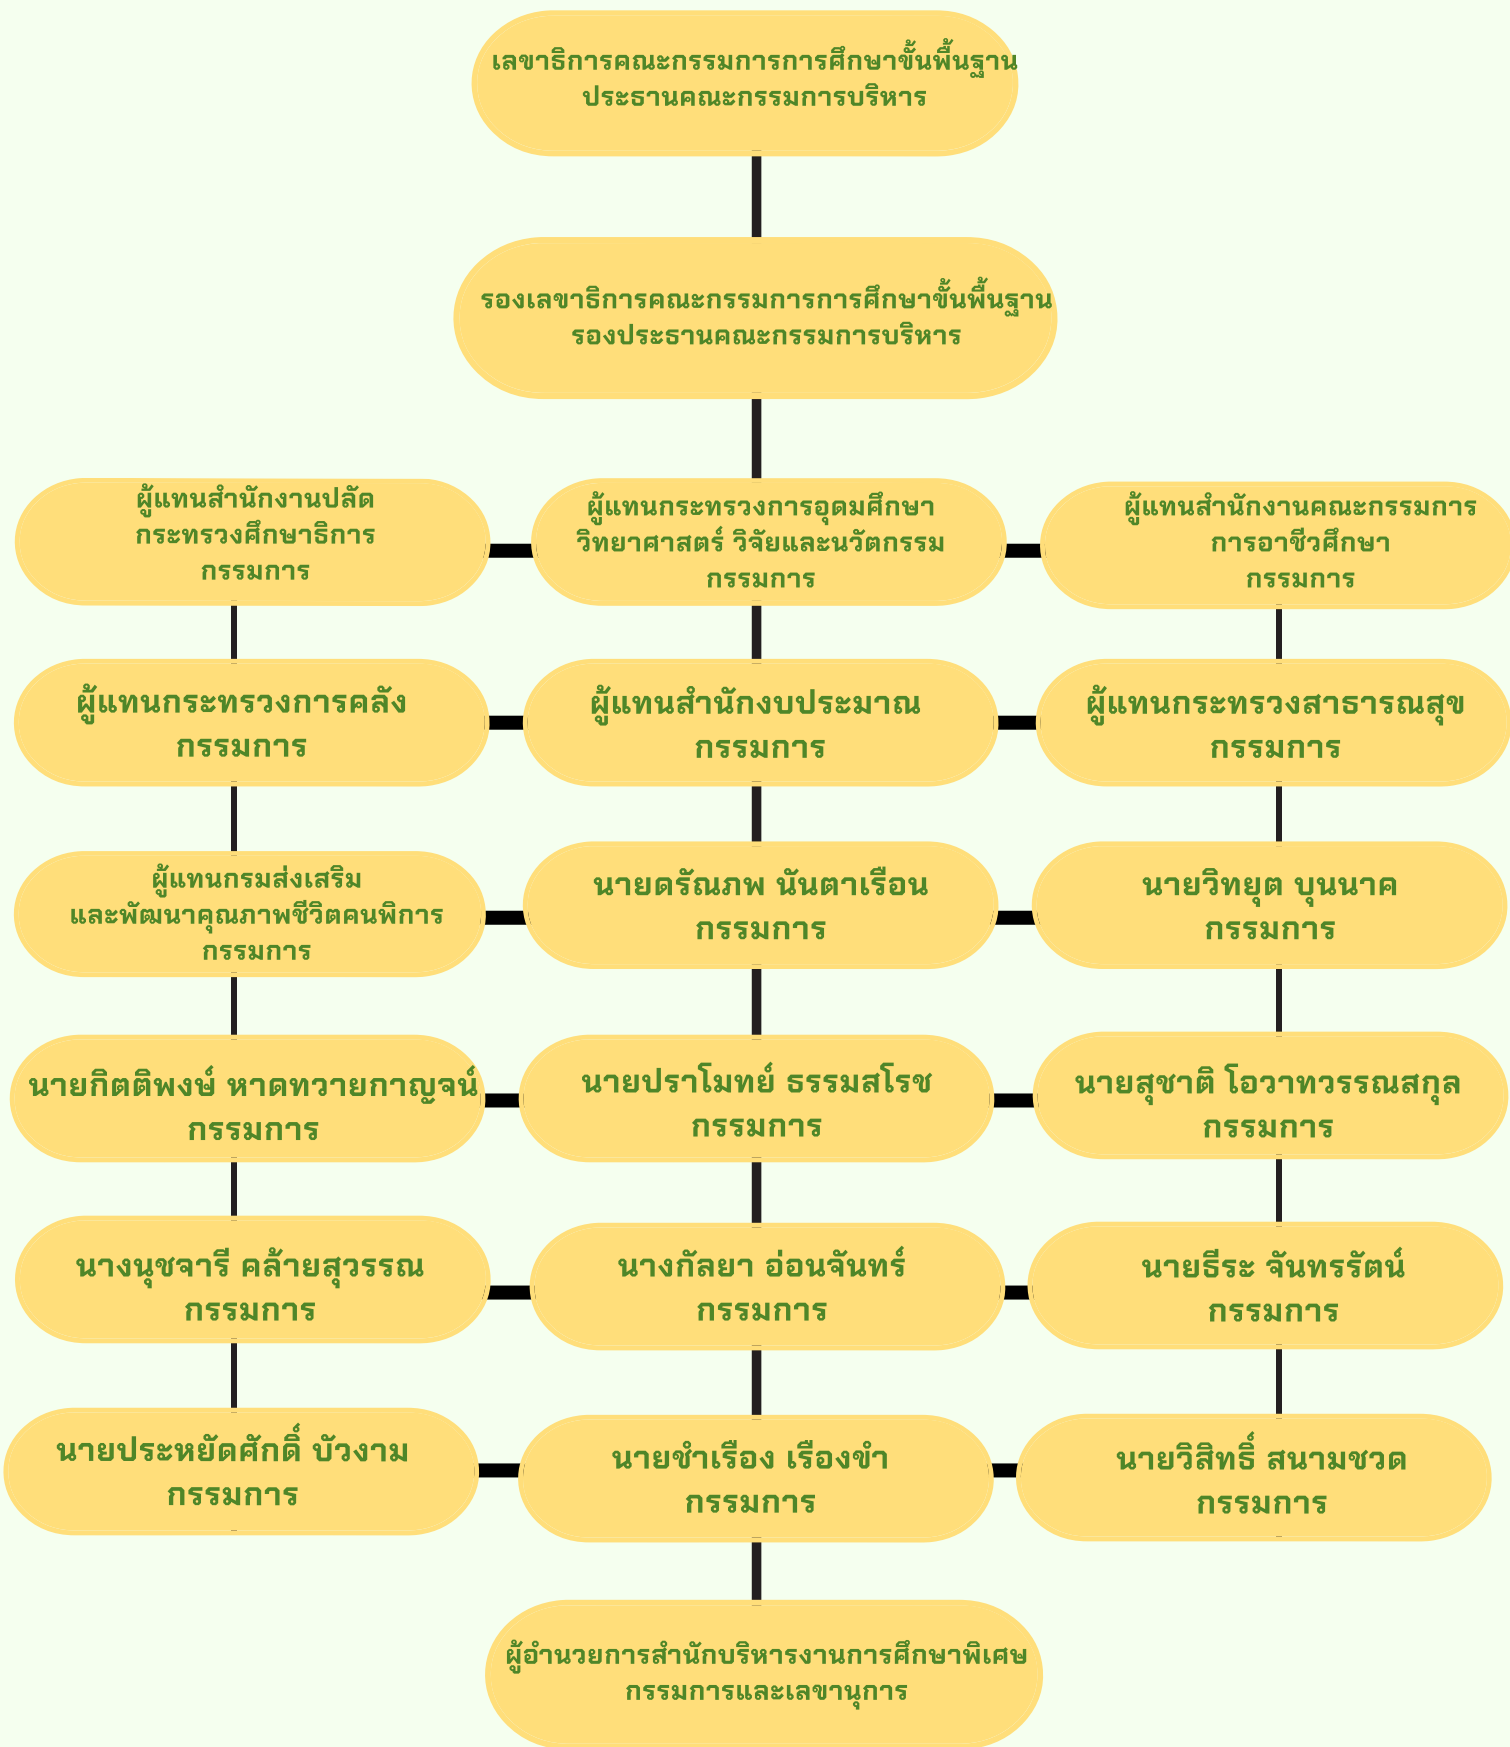 เลขาธิการคณะกรรมการการศึกษาขั้นพื้นฐาน
ประธานคณะกรรมการบริหาร
รองเลขาธิการคณะกรรมการการศึกษาขั้นพื้นฐาน
รองประธานคณะกรรมการบริหาร
ผู้แทนสำนักงานปลัด
กระทรวงศึกษาธิการ
กรรมการ
ผู้แทนกระทรวงการอุดมศึกษา
วิทยาศาสตร์ วิจัยและนวัตกรรม
กรรมการ
ผู้แทนสำนักงานคณะกรรมการ
การอาชีวศึกษา
กรรมการ
ผู้แทนกระทรวงการคลัง
กรรมการ
ผู้แทนสำนักงบประมาณ
กรรมการ
ผู้แทนกระทรวงสาธารณสุข
กรรมการ
ผู้แทนกรมส่งเสริม
และพัฒนาคุณภาพชีวิตคนพิการ
กรรมการ
นายดรัณภพ นันตาเรือน
กรรมการ
นายวิทยุต บุนนาค
กรรมการ
นายกิตติพงษ์ หาดทวายกาญจน์
กรรมการ
นายปราโมทย์ ธรรมสโรช
กรรมการ
นายสุชาติ โอวาทวรรณสกุล
กรรมการ
นางนุชจารี คล้ายสุวรรณ
กรรมการ
นางกัลยา อ่อนจันทร์
กรรมการ
นายธีระ จันทรรัตน์
กรรมการ
นายประหยัดศักดิ์ บัวงาม
กรรมการ
นายชำเรือง เรืองขำ
กรรมการ
นายวิสิทธิ์ สนามชวด
กรรมการ
ผู้อำนวยการสำนักบริหารงานการศึกษาพิเศษ
กรรมการและเลขานุการ